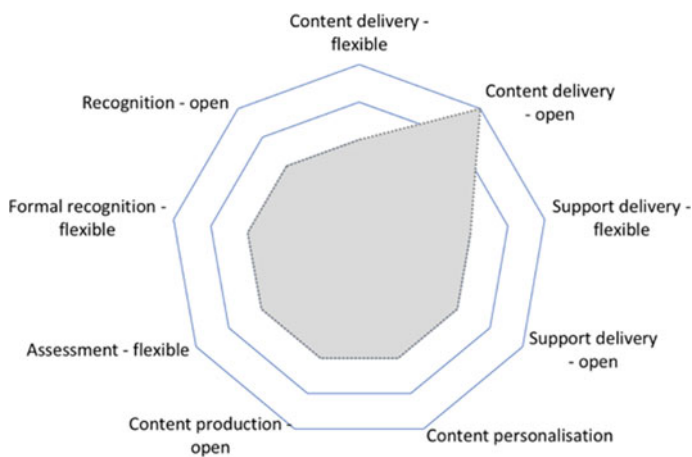 Content delivery -
flexible
Content delivery
- open
Support delivery -
flexible
Support delivery
- open
Content personalisation
Content production -
open
Assessment - flexible
Formal recognition -
flexible
Recognition - open